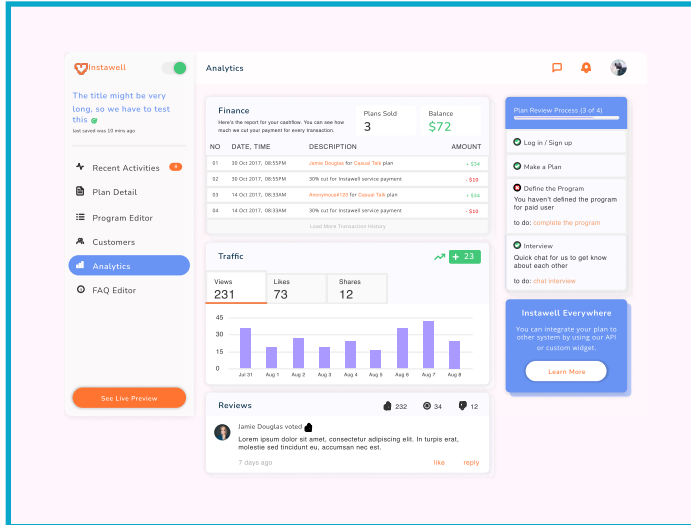 Instawell
The title might be very
long, so we have to test
this
last saved was 10 mins ago
Recent Activities
Plan Detail
Program Editor
Customers
Analytics
FAQ Editor
See Live Preview
Analytics
Finance
Here's the report for your cashflow. You can see how
much we cut your payment for every transaction.
Plans Sold
3
Balance
$72
NO DATE, TIME DESCRIPTION AMOUNT
01 30 Oct 2017, 08:55PM Jamie Douglas for Casual Talk plan + $34
02 30 Oct 2017, 08:55PM 30% cut for Instawell service payment - $10
03 14 Oct 2017, 08:33AM Anonymous#123 for Casual Talk plan + $34
04 14 Oct 2017, 08:33AM 30% cut for Instawell service payment - $10
Load More Transaction History
Traffic
+ 23
Views
231
Likes
73
Shares
12
45
30
15
0
Jul 31 Aug 1 Aug 2 Aug 3 Aug 4 Aug 5 Aug 6 Aug 7 Aug 8
Reviews
232 34 12
Jamie Douglas voted
Lorem ipsum dolor sit amet, consectetur adipiscing elit. In turpis erat,
molestie sed tincidunt eu, accumsan nec est.
7 days ago like reply
Plan Review Process (3 of 4)
Log in / Sign up
Make a Plan
Define the Program
You haven't defined the program
for paid user
to do: complete the program
Interview
Quick chat for us to get know
about each other
to do: chat interview
Instawell Everywhere
You can integrate your plan to
other system by using our API
or custom widget.
Learn More